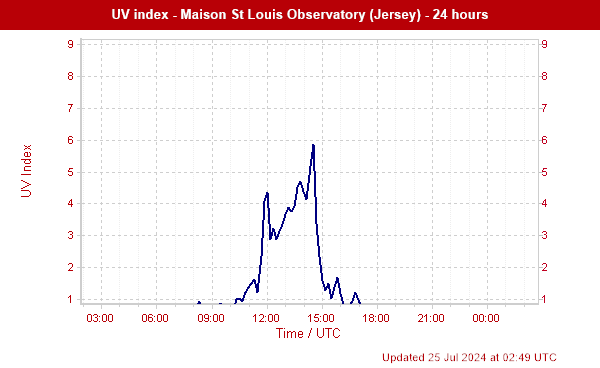 UV index - Maison St Louis Observatory (Jersey) - 24 hours
9 9
8 8
7 7
6 6
5 5
4 4
3 3
2 2
1 1
UV Index
03:00 06:00 09:00 12:00 15:00 18:00 21:00 00:00
Time / UTC
Updated 25 Jul 2024 at 02:49 UTC